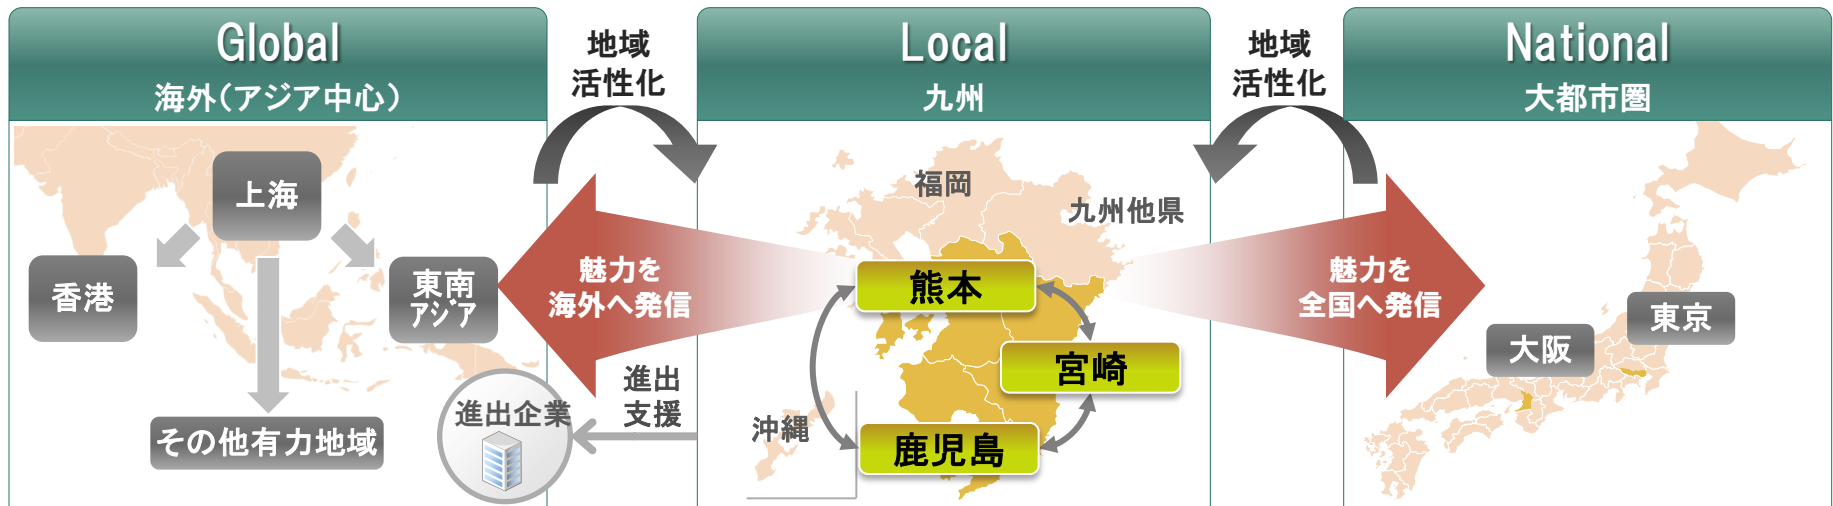 Global
海外（アジア中心）
上海
香港
東南
アジア
その他有力地域
進出企業
地域
活性化
魅力を
海外へ発信
進出
支援
Local
九州
福岡
九州他県
熊本
宮崎
鹿児島
沖縄
地域
活性化
魅力を
全国へ発信
National
大都市圏
東京
大阪